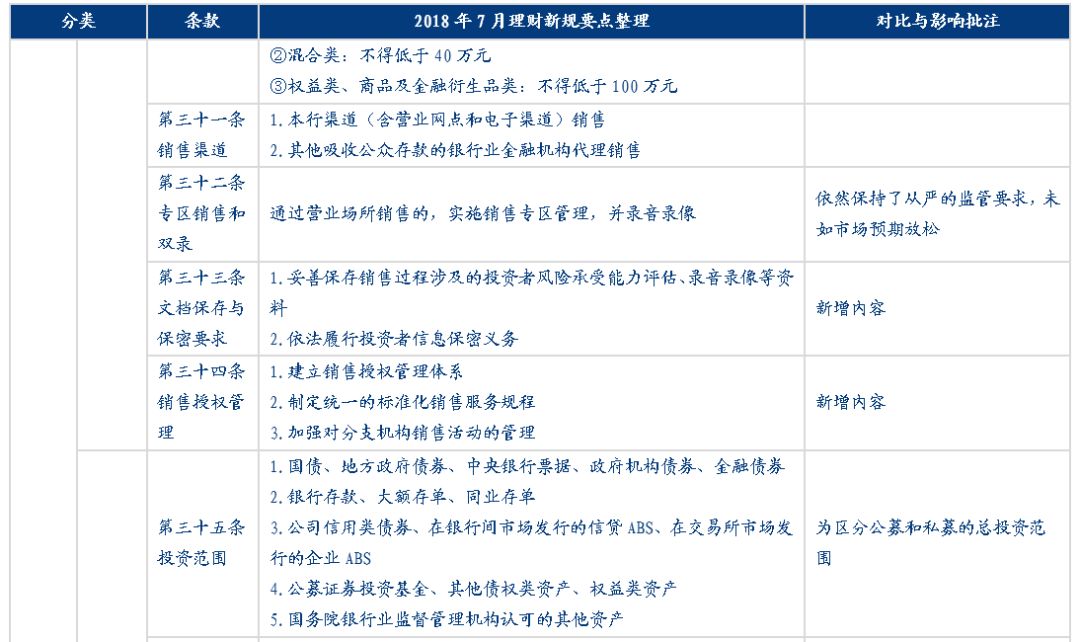 分类 条款 2018 年 7 月理财新规要点整理 对比与影响批注
②混合类：不得低于 40 万元
③权益类、商品及金融衍生品类：不得低于 100 万元
第三十一条
销售渠道
1.本行渠道（含营业网点和电子渠道）销售
2.其他吸收公众存款的银行业金融机构代理销售
第三十二条
专区销售和
双录
通过营业场所销售的，实施销售专区管理，并录音录像
依然保持了从严的监管要求，未
如市场预期放松
第三十三条
文档保存与
保密要求
1.妥善保存销售过程涉及的投资者风险承受能力评估、录音录像等资
料
2.依法履行投资者信息保密义务
新增内容
第三十四条
销售授权管
理
1.建立销售授权管理体系
2.制定统一的标准化销售服务规程
3.加强对分支机构销售活动的管理
新增内容
第三十五条
投资范围
1.国债、地方政府债券、中央银行票据、政府机构债券、金融债券
2.银行存款、大额存单、同业存单
3.公司信用类债券、在银行间市场发行的信贷 ABS、在交易所市场发
行的企业 ABS
4.公募证券投资基金、其他债权类资产、权益类资产
5.国务院银行业监督管理机构认可的其他资产
为区分公募和私募的总投资范
围